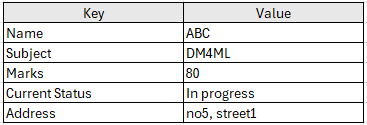 Key Value
Name ABC
Subject DM4ML
Marks 80
Current Status In progress
Address no5, street1